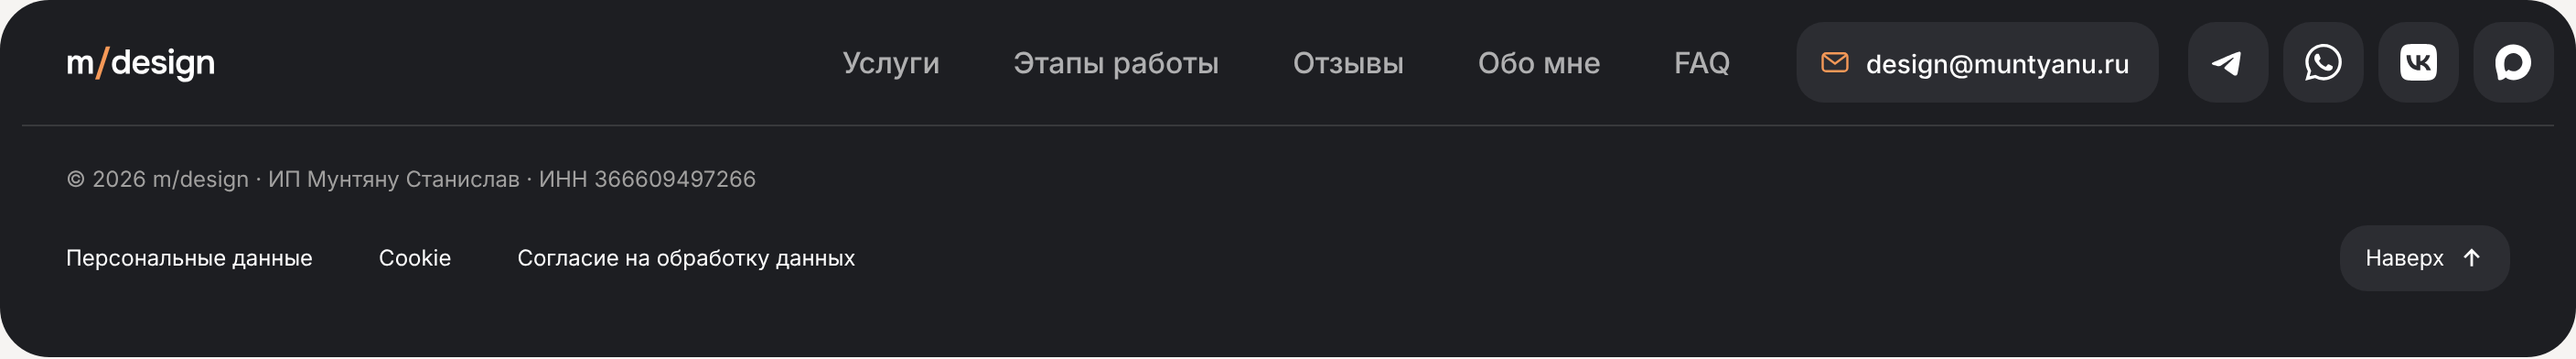 m/design Услуги Этапы работы Отзывы Обо мне FAQ design@muntyanu.ru
© 2026 m/design · ИП Мунтяну Станислав · ИНН 366609497266
Персональные данные Cookie Согласие на обработку данных Наверх ↑